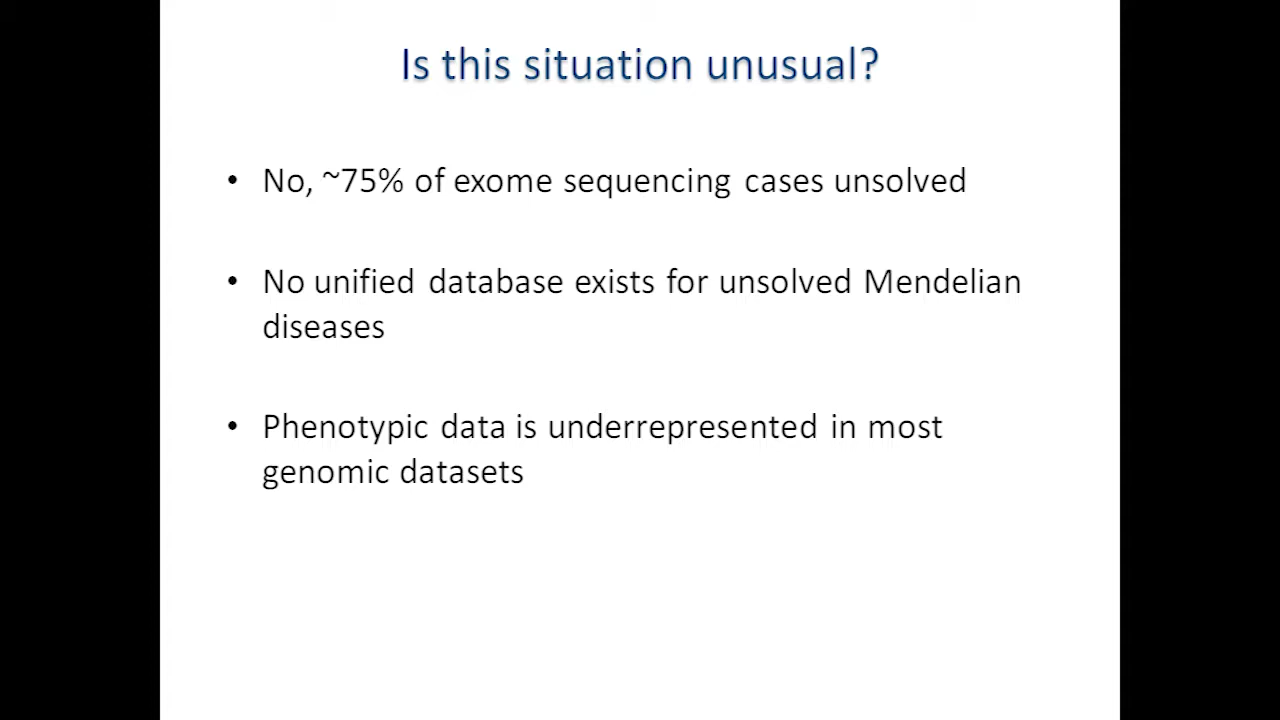 Is this situation unusual?
• No, ~75% of exome sequencing cases unsolved
• No unified database exists for unsolved Mendelian
diseases
• Phenotypic data is underrepresented in most
genomic datasets